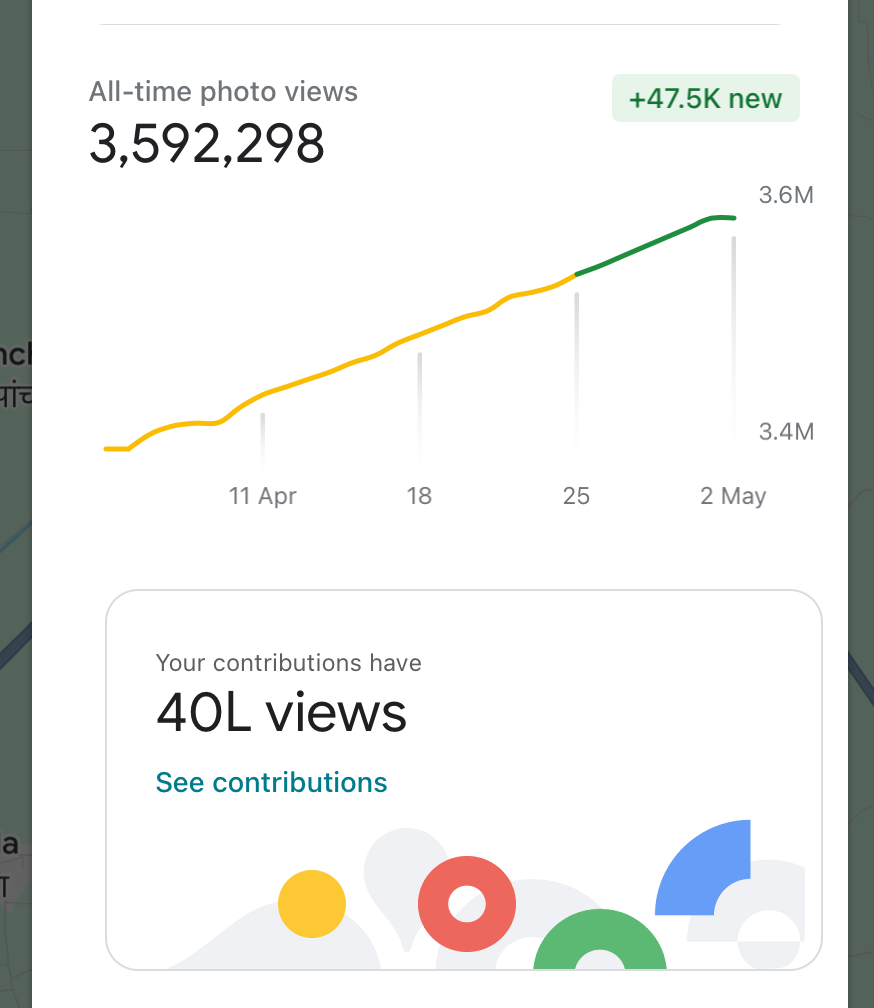 All-time photo views
+47.5K new
3,592,298
3.6M
3.4M
11 Apr
18
25
2 May
Your contributions have
40L views
See contributions